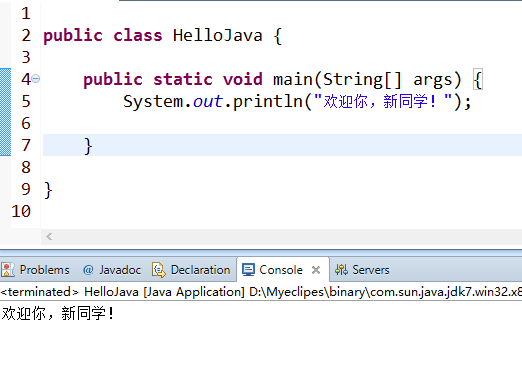 1
2 public class HelloJava {
3
4 public static void main(String[] args) {
5 System.out.println("欢迎你，新同学！");
6
7 }
8
9 }
10
Problems @ Javadoc Declaration Console Servers
<terminated> HelloJava [Java Application] D:\Myeclipes\binary\com.sun.java.jdk7.win32.x8
欢迎你，新同学！